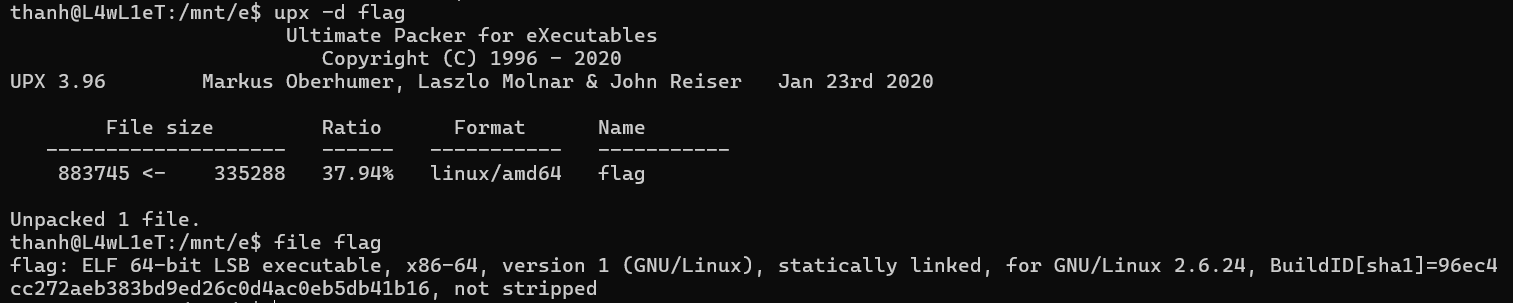 thanh@L4wL1eT:/mnt/e$ upx -d flag
Ultimate Packer for eXecutables
Copyright (C) 1996 - 2020
UPX 3.96 Markus Oberhumer, Laszlo Molnar & John Reiser Jan 23rd 2020
File size Ratio Format Name
-------------------- ------ ----------- -----------
883745 <- 335288 37.94% linux/amd64 flag
Unpacked 1 file.
thanh@L4wL1eT:/mnt/e$ file flag
flag: ELF 64-bit LSB executable, x86-64, version 1 (GNU/Linux), statically linked, for GNU/Linux 2.6.24, BuildID[sha1]=96ec4
cc272aeb383bd9ed26c0d4ac0eb5db41b16, not stripped